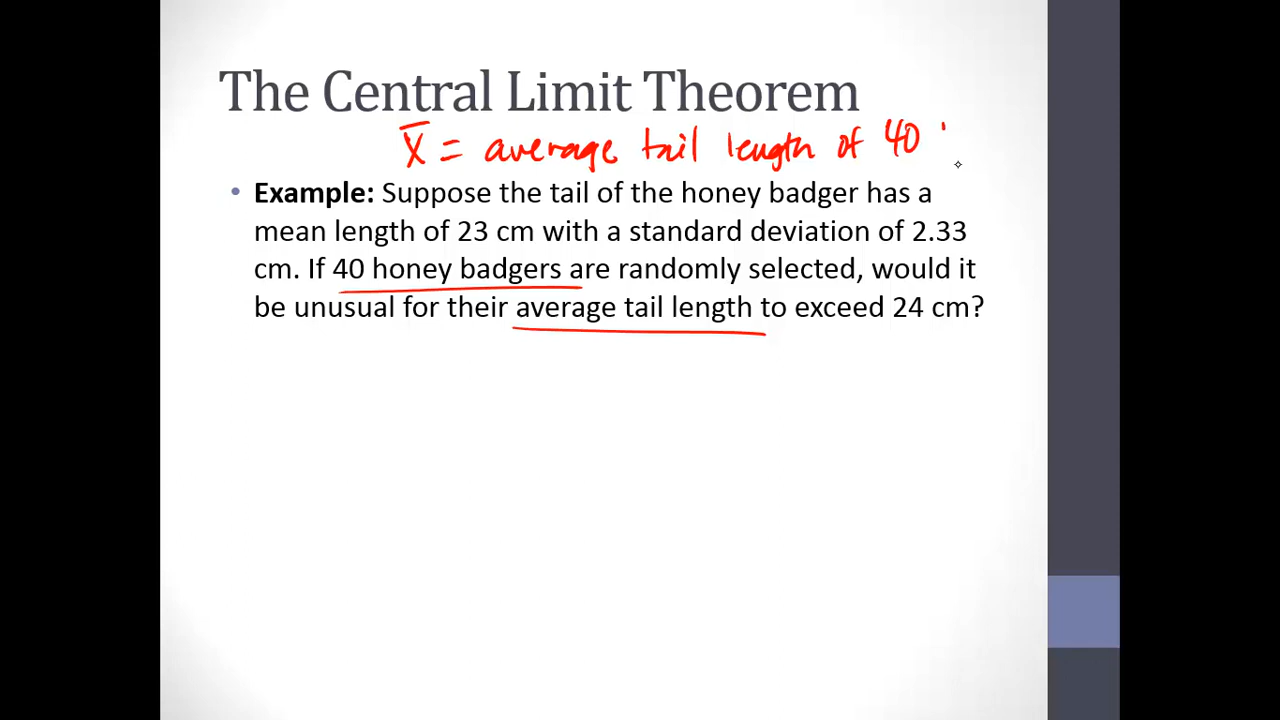 The Central Limit Theorem
X̄ = average tail length of 40
• Example: Suppose the tail of the honey badger has a
mean length of 23 cm with a standard deviation of 2.33
cm. If 40 honey badgers are randomly selected, would it
be unusual for their average tail length to exceed 24 cm?